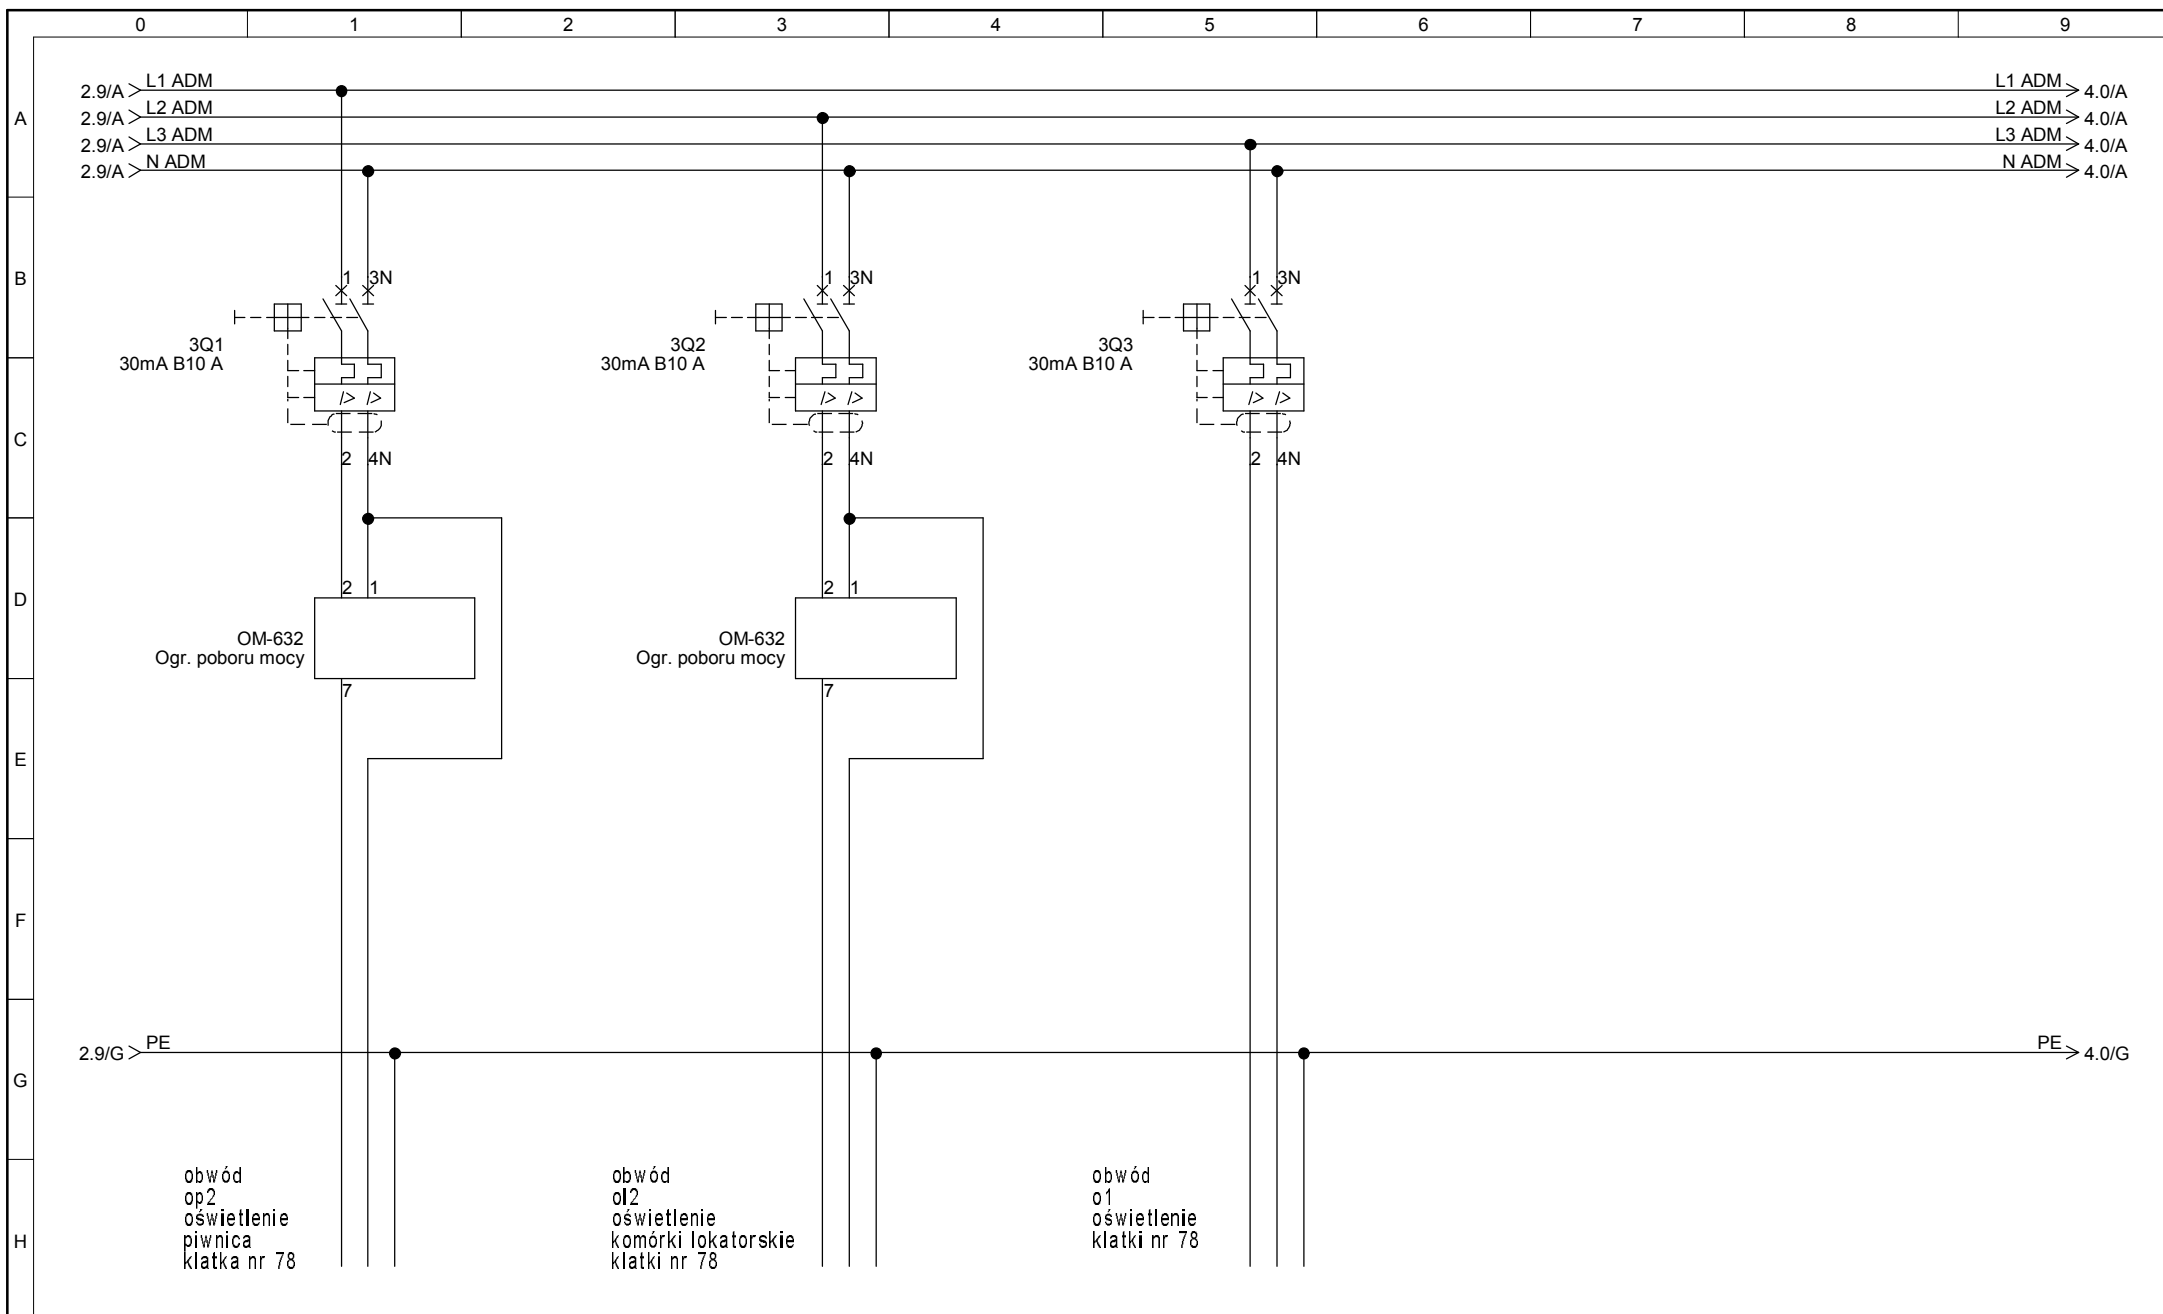 0 1 2 3 4 5 6 7 8 9
2.9/A L1 ADM L1 ADM 4.0/A
2.9/A L2 ADM L2 ADM 4.0/A
A
2.9/A L3 ADM L3 ADM 4.0/A
2.9/A N ADM N ADM 4.0/A
B
1 3N 1 3N 1 3N
3Q1 3Q2 3Q3
30mA B10 A 30mA B10 A 30mA B10 A
I> I> I> I> I> I>
C
2 4N 2 4N 2 4N
2 1 2 1
D
OM-632 OM-632
Ogr. poboru mocy Ogr. poboru mocy
7 7
E
F
2.9/G PE PE 4.0/G
G
H
obwód
op2
oświetlenie
piwnica
klatka nr 78
obwód
ol2
oświetlenie
komórki lokatorskie
klatki nr 78
obwód
o1
oświetlenie
klatki nr 78